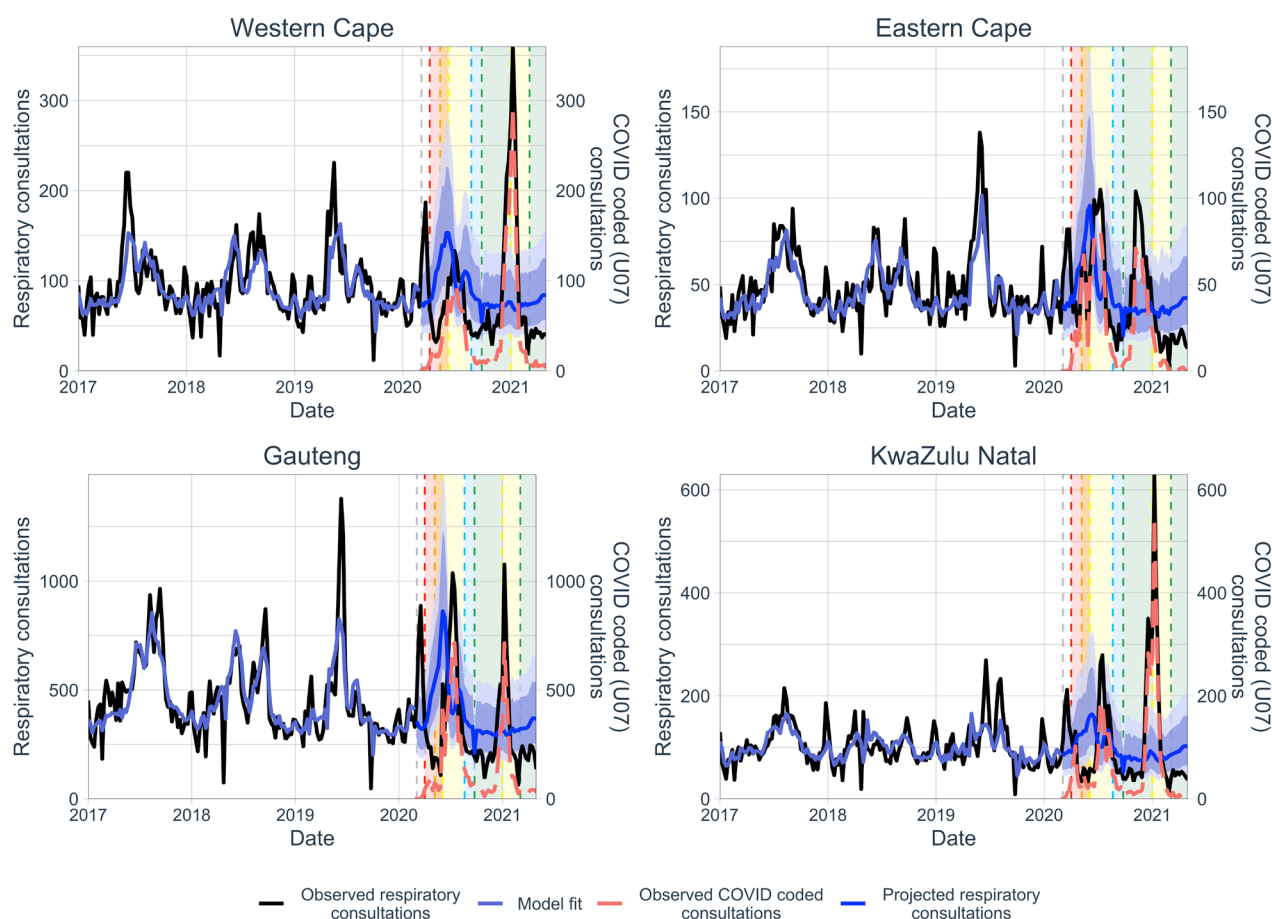 Western Cape
Respiratory consultations
300
200
100
0
300
200
100
0
COVID coded (U07)
consultations
2017 2018 2019 2020 2021
Date
Eastern Cape
Respiratory consultations
150
100
50
0
150
100
50
0
COVID coded (U07)
consultations
2017 2018 2019 2020 2021
Date
Gauteng
Respiratory consultations
1000
500
0
1000
500
0
COVID coded (U07)
consultations
2017 2018 2019 2020 2021
Date
KwaZulu Natal
Respiratory consultations
600
400
200
0
600
400
200
0
COVID coded (U07)
consultations
2017 2018 2019 2020 2021
Date
Observed respiratory
consultations
Model fit
Observed COVID coded
consultations
Projected respiratory
consultations